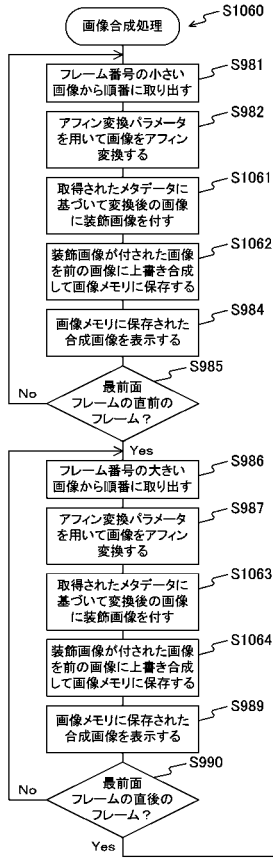 画像合成処理
S1060
フレーム番号の小さい
画像から順番に取り出す
S981
アフィン変換パラメータ
を用いて画像をアフィン
変換する
S982
取得されたメタデータに
基づいて変換後の画像
に装飾画像を付す
S1061
装飾画像が付された画像
を前の画像に上書き合成
して画像メモリに保存する
S1062
画像メモリに保存された
合成画像を表示する
S984
最前面
フレームの直前の
フレーム？
S985
No
Yes
フレーム番号の大きい
画像から順番に取り出す
S986
アフィン変換パラメータ
を用いて画像をアフィン
変換する
S987
取得されたメタデータに
基づいて変換後の画像
に装飾画像を付す
S1063
装飾画像が付された画像
を前の画像に上書き合成
して画像メモリに保存する
S1064
画像メモリに保存された
合成画像を表示する
S989
最前面
フレームの直後の
フレーム？
S990
No
Yes